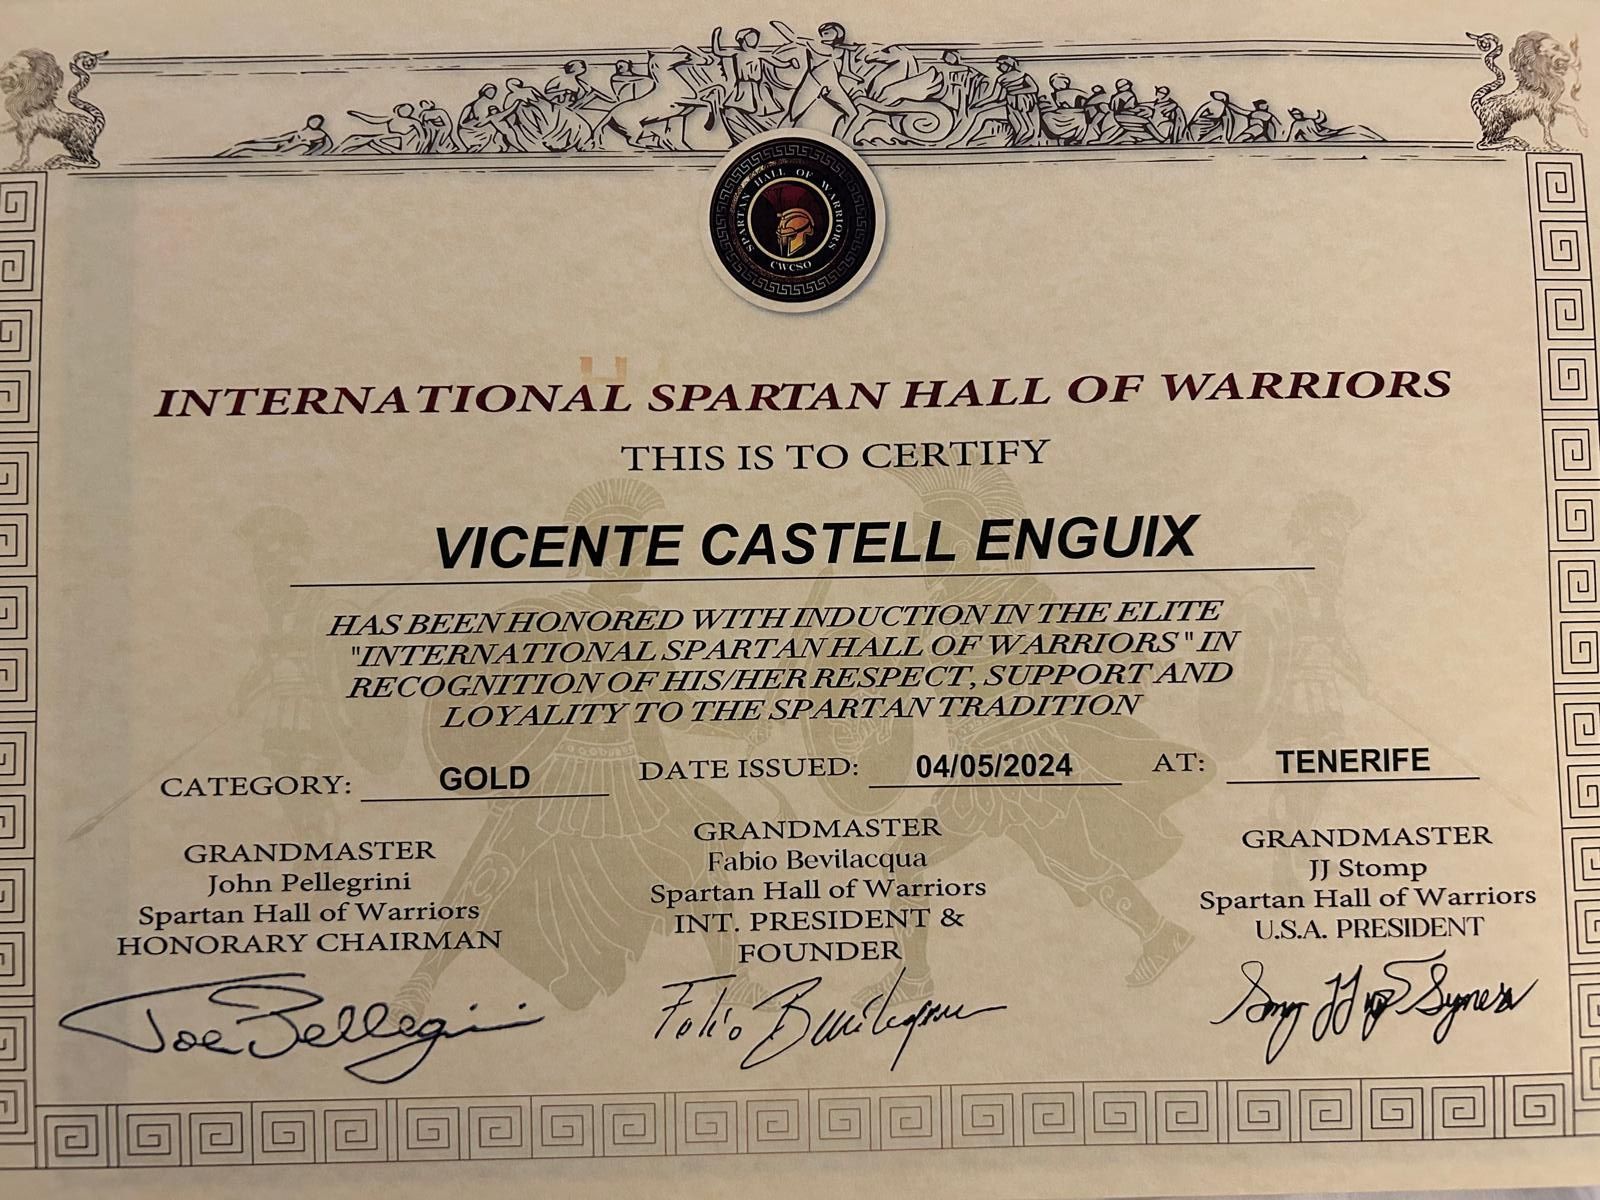 SPARTAN HALL OF WARRIORS
CWCSO
INTERNATIONAL SPARTAN HALL OF WARRIORS
THIS IS TO CERTIFY
VICENTE CASTELL ENGUIX
HAS BEEN HONORED WITH INDUCTION IN THE ELITE
"INTERNATIONAL SPARTAN HALL OF WARRIORS" IN
RECOGNITION OF HIS/HER RESPECT, SUPPORT AND
LOYALITY TO THE SPARTAN TRADITION
CATEGORY: GOLD DATE ISSUED: 04/05/2024 AT: TENERIFE
GRANDMASTER
John Pellegrini
Spartan Hall of Warriors
HONORARY CHAIRMAN
GRANDMASTER
Fabio Bevilacqua
Spartan Hall of Warriors
INT. PRESIDENT &
FOUNDER
Fabio Bevilacqua
GRANDMASTER
JJ Stomp
Spartan Hall of Warriors
U.S.A. PRESIDENT